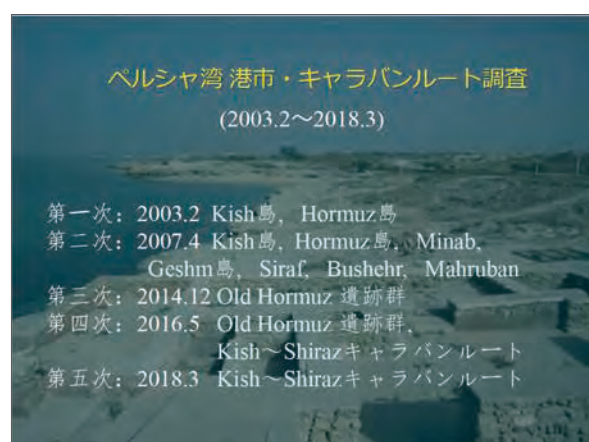 ペルシャ湾 港市・キャラバンルート調査
(2003.2～2018.3)
第一次：2003.2 Kish島，Hormuz島
第二次：2007.4 Kish島, Hormuz島，Minab,
Geshm島，Siraf, Bushehr, Mahruban
第三次：2014.12 Old Hormuz 遺跡群
第四次：2016.5 Old Hormuz 遺跡群，
Kish～Shirazキャラバンルート
第五次：2018.3 Kish～Shirazキャラバンルート